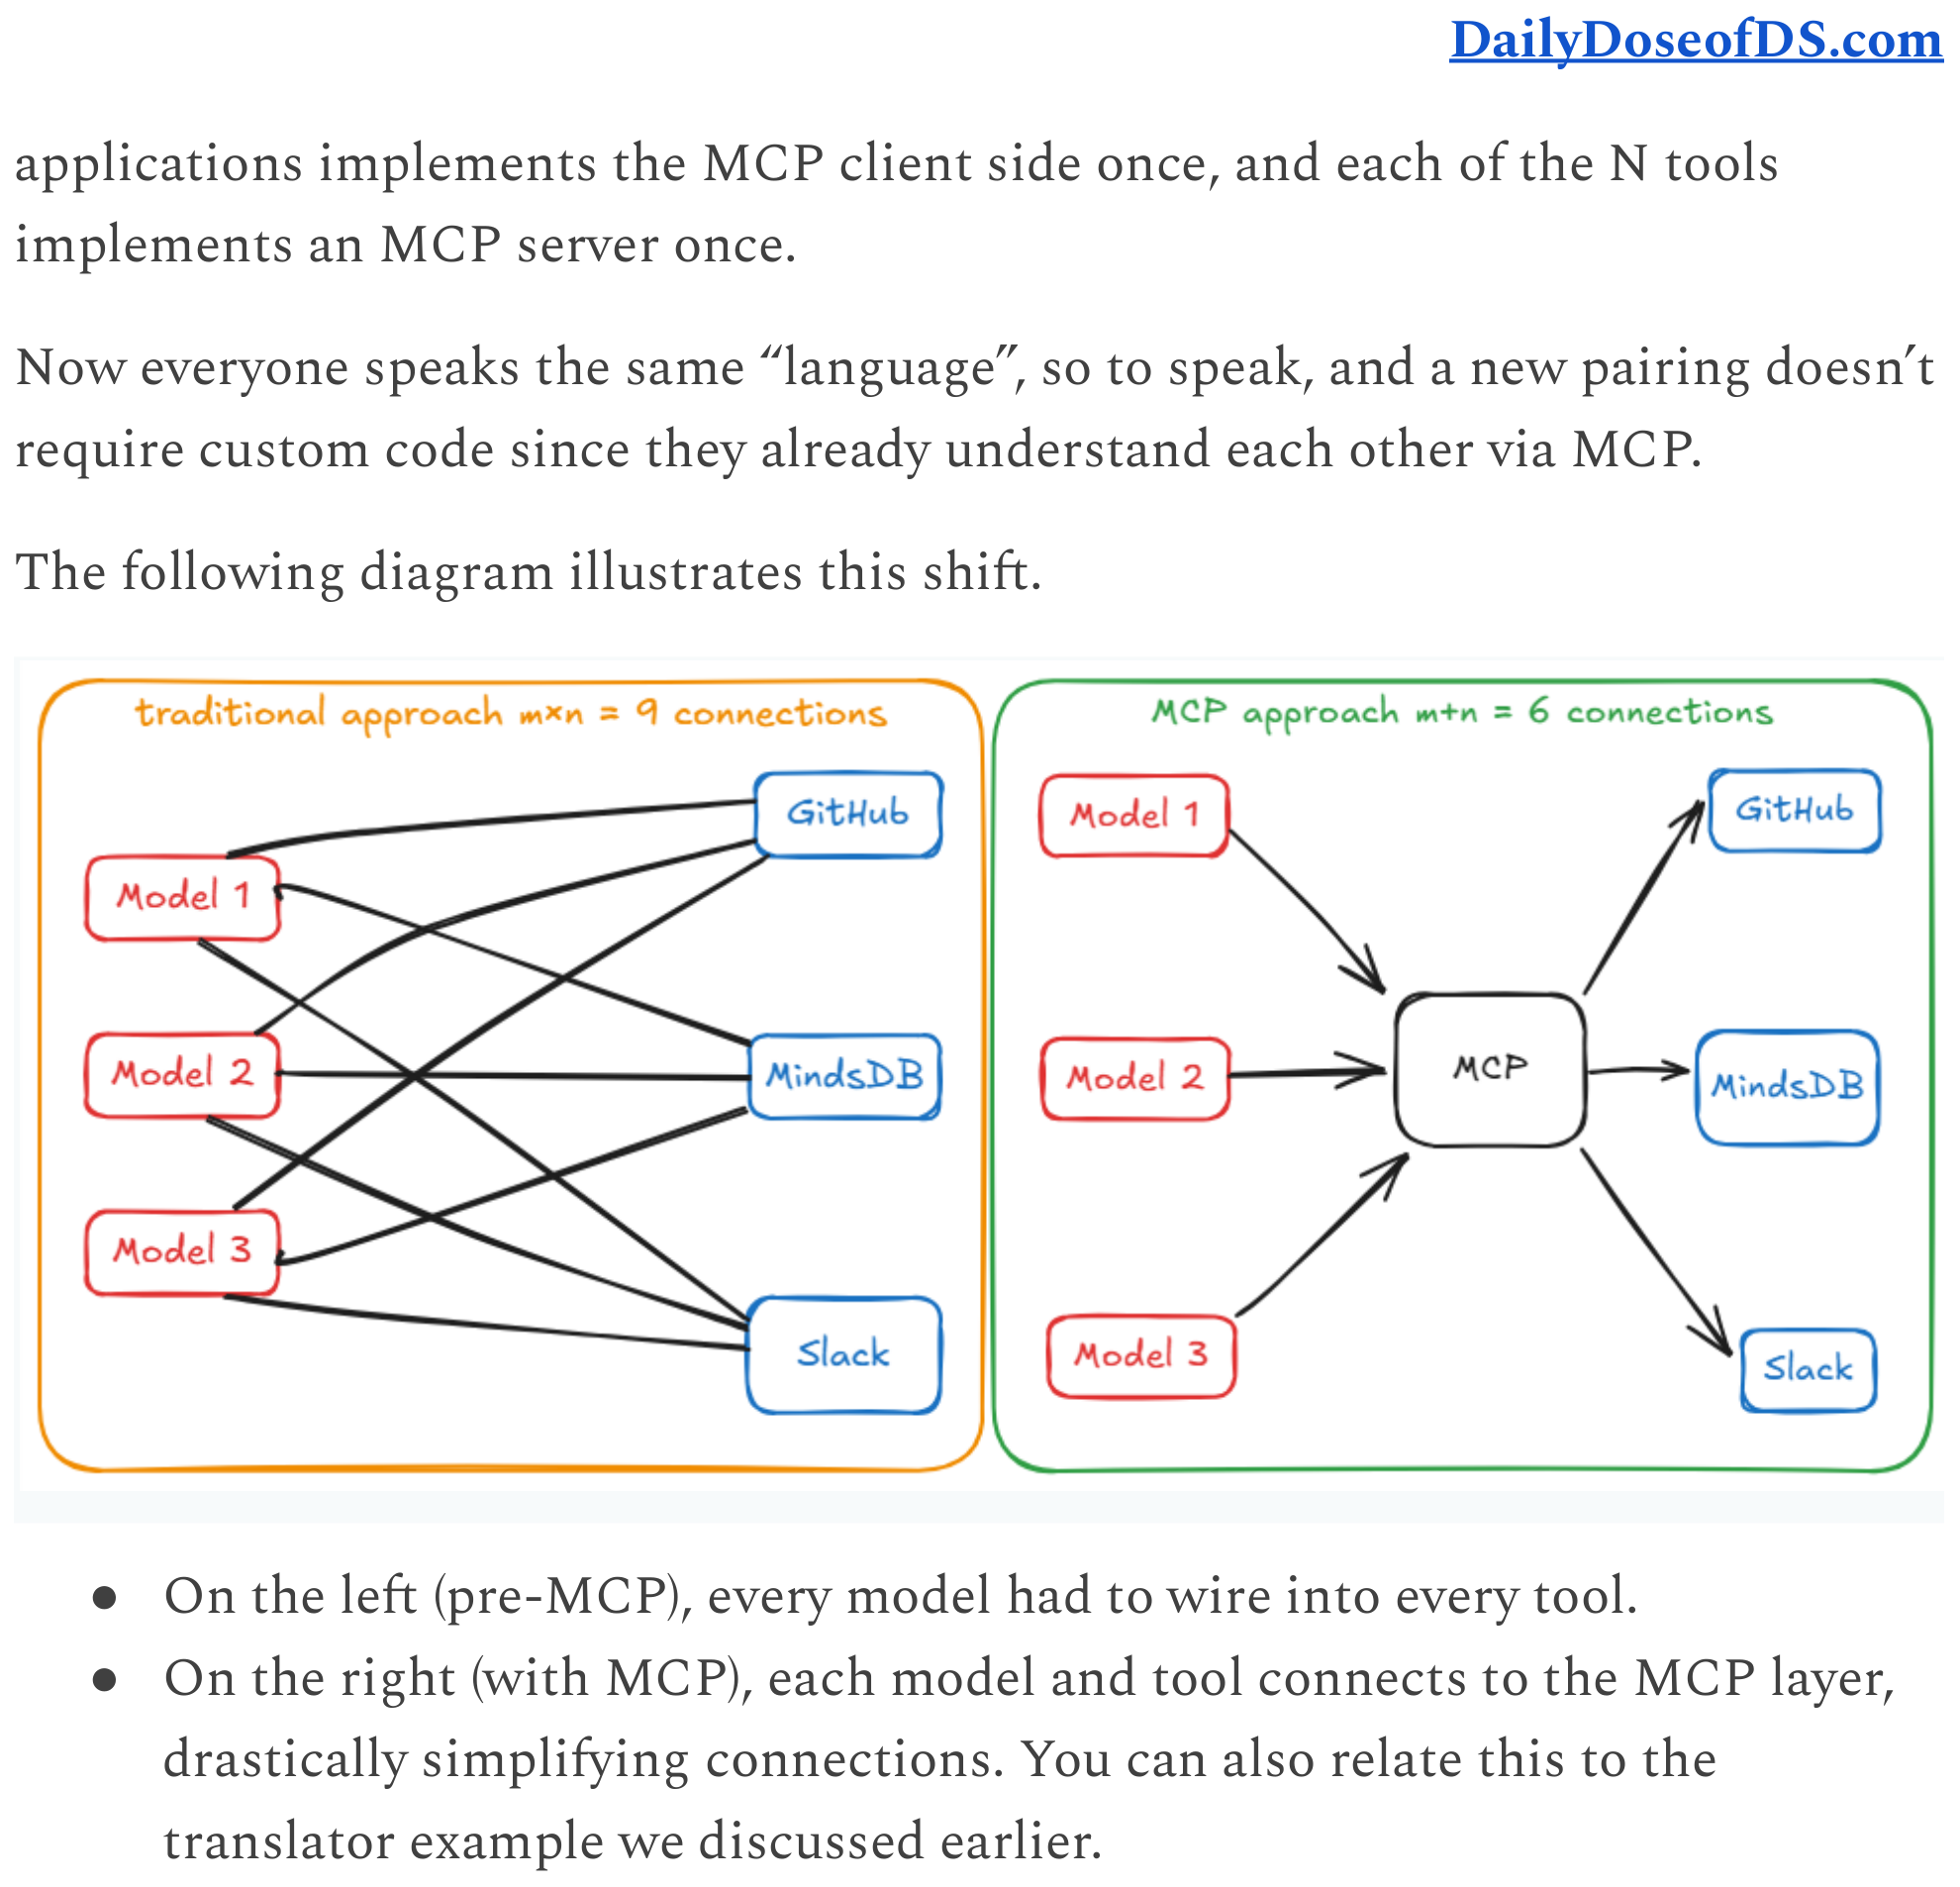 DailyDoseofDS.com
applications implements the MCP client side once, and each of the N tools
implements an MCP server once.
Now everyone speaks the same “language”, so to speak, and a new pairing doesn’t
require custom code since they already understand each other via MCP.
The following diagram illustrates this shift.
traditional approach m×n = 9 connections
GitHub
Model 1
Model 2
MindsDB
Model 3
Slack
MCP approach m+n = 6 connections
Model 1
GitHub
Model 2
MCP
MindsDB
Model 3
Slack
● On the left (pre-MCP), every model had to wire into every tool.
● On the right (with MCP), each model and tool connects to the MCP layer,
drastically simplifying connections. You can also relate this to the
translator example we discussed earlier.